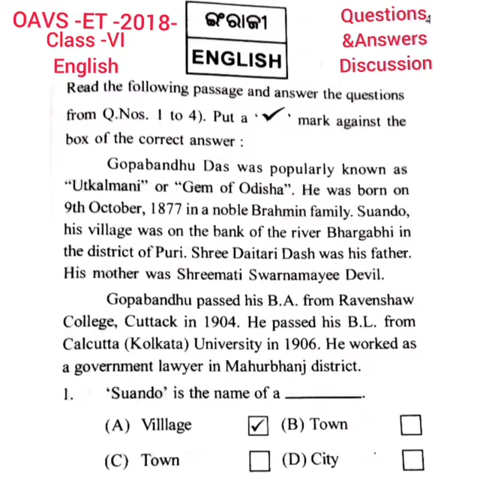 OAVS -ET -2018-
Class -VI
English
ଇଂରାଜୀ
ENGLISH
Questions,
&Answers
Discussion
Read the following passage and answer the questions
from Q.Nos. 1 to 4). Put a ‘✓’ mark against the
box of the correct answer :
Gopabandhu Das was popularly known as
“Utkalmani” or “Gem of Odisha”. He was born on
9th October, 1877 in a noble Brahmin family. Suando,
his village was on the bank of the river Bhargabhi in
the district of Puri. Shree Daitari Dash was his father.
His mother was Shreemati Swarnamayee Devil.
Gopabandhu passed his B.A. from Ravenshaw
College, Cuttack in 1904. He passed his B.L. from
Calcutta (Kolkata) University in 1906. He worked as
a government lawyer in Mahurbhanj district.
1. ‘Suando’ is the name of a ________.
(A) Villlage ✓ (B) Town
(C) Town (D) City